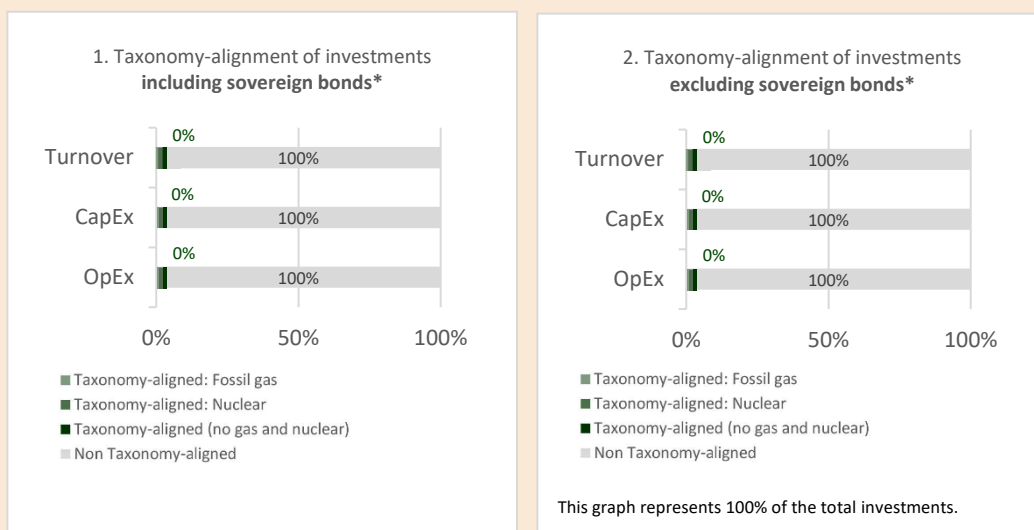 1. Taxonomy-alignment of investments
including sovereign bonds*
0%
Turnover
100%
0%
CapEx
100%
0%
OpEx
100%
0%
50%
100%
Taxonomy-aligned: Fossil gas
Taxonomy-aligned: Nuclear
Taxonomy-aligned (no gas and nuclear)
Non Taxonomy-aligned
2. Taxonomy-alignment of investments
excluding sovereign bonds*
0%
Turnover
100%
0%
CapEx
100%
0%
OpEx
100%
0%
50%
100%
Taxonomy-aligned: Fossil gas
Taxonomy-aligned: Nuclear
Taxonomy-aligned (no gas and nuclear)
Non Taxonomy-aligned
This graph represents 100% of the total investments.